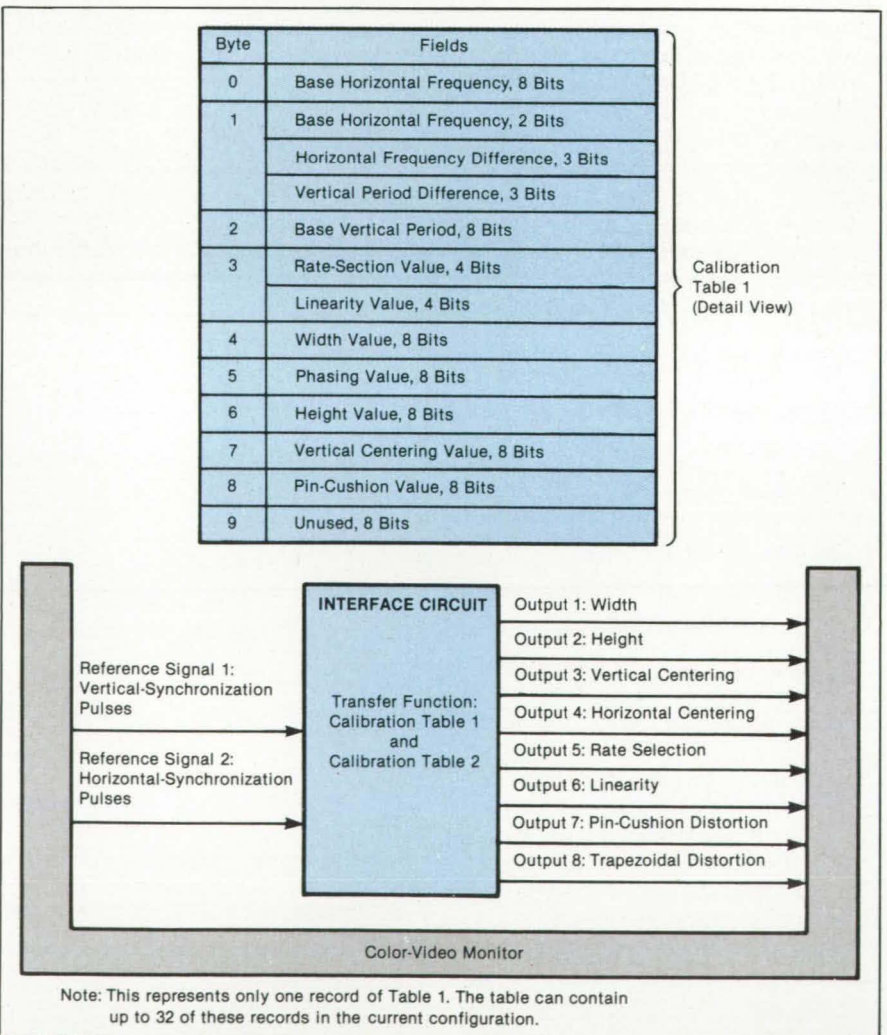 Byte Fields
0 Base Horizontal Frequency, 8 Bits
1 Base Horizontal Frequency, 2 Bits
Horizontal Frequency Difference, 3 Bits
Vertical Period Difference, 3 Bits
2 Base Vertical Period, 8 Bits
3 Rate-Section Value, 4 Bits
Linearity Value, 4 Bits
4 Width Value, 8 Bits
5 Phasing Value, 8 Bits
6 Height Value, 8 Bits
7 Vertical Centering Value, 8 Bits
8 Pin-Cushion Value, 8 Bits
9 Unused, 8 Bits
Calibration
Table 1
(Detail View)
Reference Signal 1:
Vertical-Synchronization
Pulses
Reference Signal 2:
Horizontal-Synchronization
Pulses
INTERFACE CIRCUIT
Transfer Function:
Calibration Table 1
and
Calibration Table 2
Output 1: Width
Output 2: Height
Output 3: Vertical Centering
Output 4: Horizontal Centering
Output 5: Rate Selection
Output 6: Linearity
Output 7: Pin-Cushion Distortion
Output 8: Trapezoidal Distortion
Color-Video Monitor
Note: This represents only one record of Table 1. The table can contain
up to 32 of these records in the current configuration.